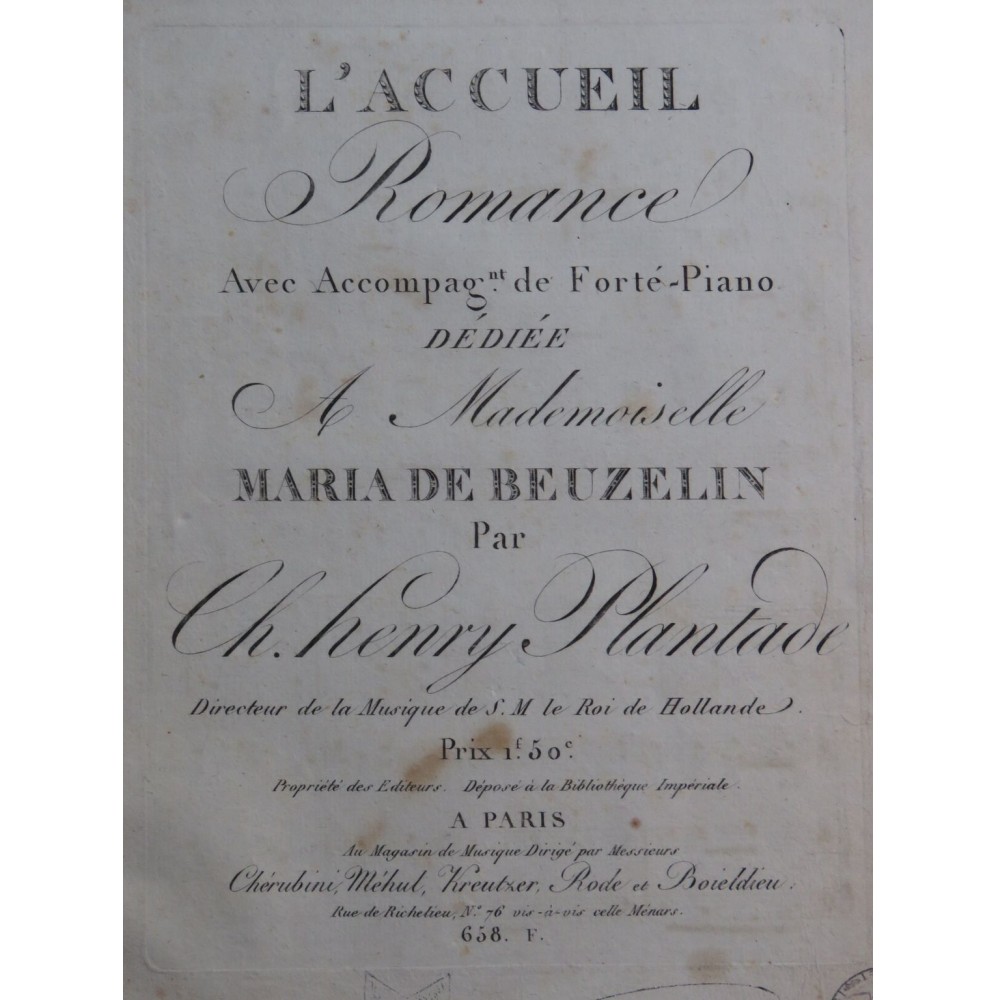 L'ACCUEIL
Romance
Avec Accompag.nt de Forté-Piano
DÉDIÉE
A Mademoiselle
MARIA DE BEUZELIN
Par
Ch. henry Plantade
Directeur de la Musique de S. M le Roi de Hollande.
Prix 1f. 50c.
Propriété des Editeurs. Déposé à la Bibliothèque Impériale.
A PARIS
Au Magasin de Musique Dirigé par Messieurs
Chérubini, Méhul, Kreutzer, Rode et Boieldieu.
Rue de Richelieu, N.o 76 vis-à-vis celle Ménars.
658. F.